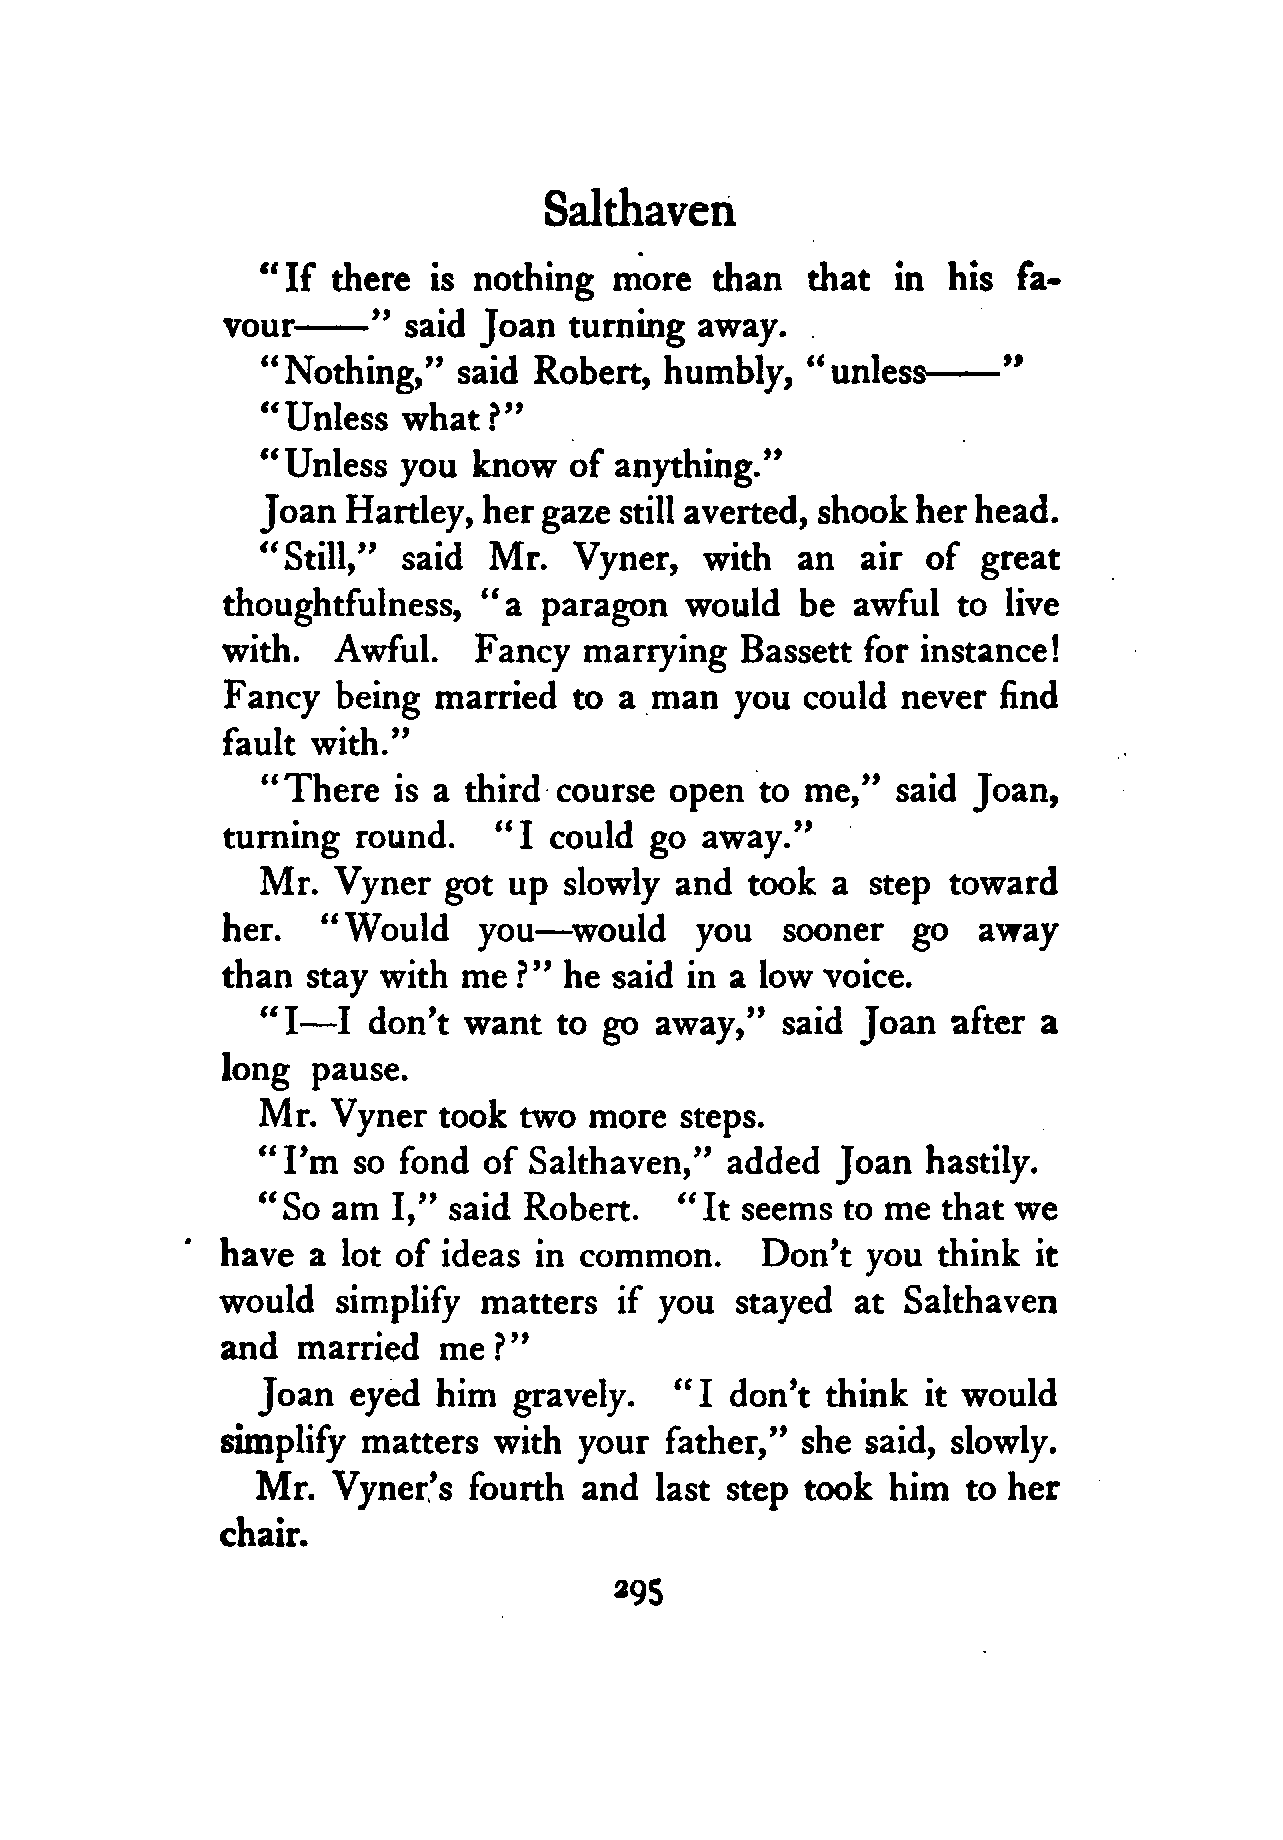 Salthaven
"If there is nothing more than that in his fa-
vour——" said Joan turning away.
"Nothing," said Robert, humbly, "unless——"
"Unless what?"
"Unless you know of anything."
Joan Hartley, her gaze still averted, shook her head.
"Still," said Mr. Vyner, with an air of great
thoughtfulness, "a paragon would be awful to live
with. Awful. Fancy marrying Bassett for instance!
Fancy being married to a man you could never find
fault with."
"There is a third course open to me," said Joan,
turning round. "I could go away."
Mr. Vyner got up slowly and took a step toward
her. "Would you—would you sooner go away
than stay with me?" he said in a low voice.
"I—I don't want to go away," said Joan after a
long pause.
Mr. Vyner took two more steps.
"I'm so fond of Salthaven," added Joan hastily.
"So am I," said Robert. "It seems to me that we
have a lot of ideas in common. Don't you think it
would simplify matters if you stayed at Salthaven
and married me?"
Joan eyed him gravely. "I don't think it would
simplify matters with your father," she said, slowly.
Mr. Vyner's fourth and last step took him to her
chair.
295